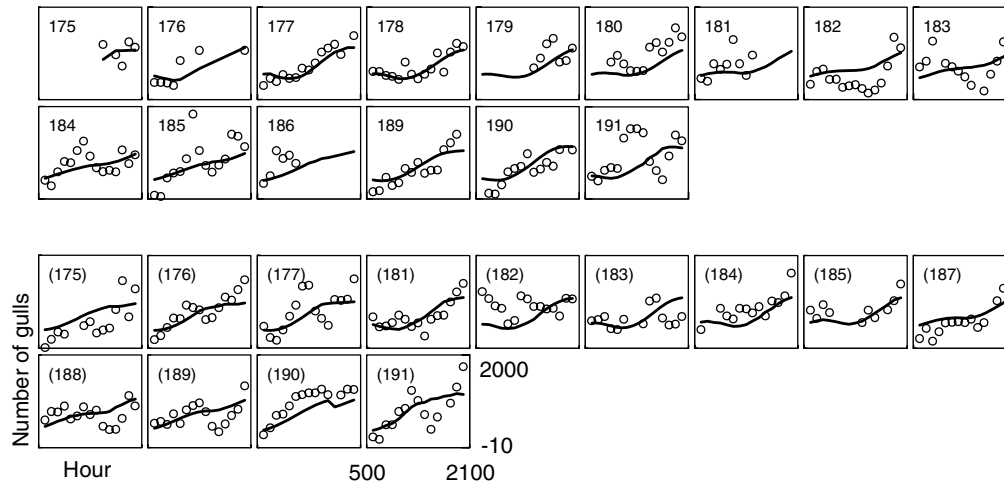 175 176 177 178 179 180 181 182 183
184 185 186 189 190 191
(175) (176) (177) (181) (182) (183) (184) (185) (187)
(188) (189) (190) (191) 2000
Number of gulls
-10
Hour 500 2100